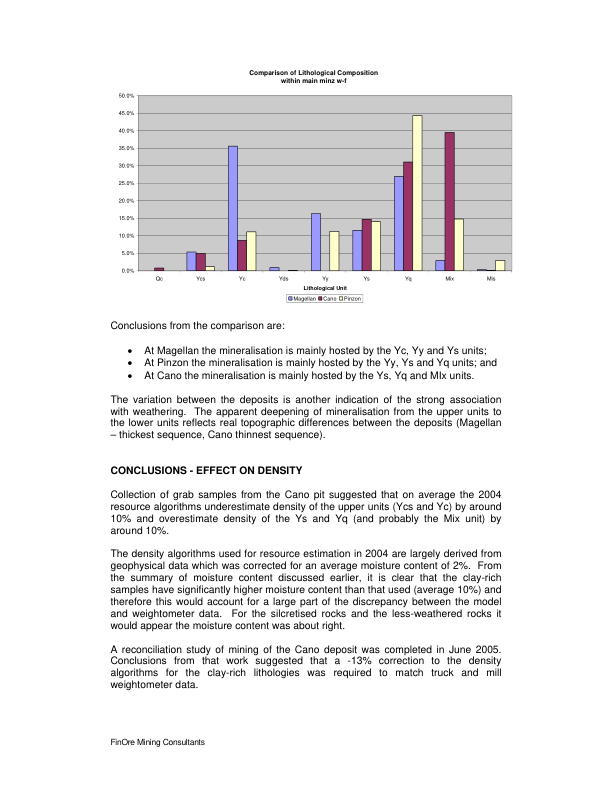 Comparison of Lithological Composition
within main minz w-f
50.0%
45.0%
40.0%
35.0%
30.0%
25.0%
20.0%
15.0%
10.0%
5.0%
0.0%
Qc Ycs Yc Yds Yy Ys Yq Mix Mls
Lithological Unit
Magellan Cano Pinzon
Conclusions from the comparison are:
• At Magellan the mineralisation is mainly hosted by the Yc, Yy and Ys units;
• At Pinzon the mineralisation is mainly hosted by the Yy, Ys and Yq units; and
• At Cano the mineralisation is mainly hosted by the Ys, Yq and MIx units.
The variation between the deposits is another indication of the strong association
with weathering. The apparent deepening of mineralisation from the upper units to
the lower units reflects real topographic differences between the deposits (Magellan
– thickest sequence, Cano thinnest sequence).
CONCLUSIONS - EFFECT ON DENSITY
Collection of grab samples from the Cano pit suggested that on average the 2004
resource algorithms underestimate density of the upper units (Ycs and Yc) by around
10% and overestimate density of the Ys and Yq (and probably the Mix unit) by
around 10%.
The density algorithms used for resource estimation in 2004 are largely derived from
geophysical data which was corrected for an average moisture content of 2%. From
the summary of moisture content discussed earlier, it is clear that the clay-rich
samples have significantly higher moisture content than that used (average 10%) and
therefore this would account for a large part of the discrepancy between the model
and weightometer data. For the silcretised rocks and the less-weathered rocks it
would appear the moisture content was about right.
A reconciliation study of mining of the Cano deposit was completed in June 2005.
Conclusions from that work suggested that a -13% correction to the density
algorithms for the clay-rich lithologies was required to match truck and mill
weightometer data.
FinOre Mining Consultants